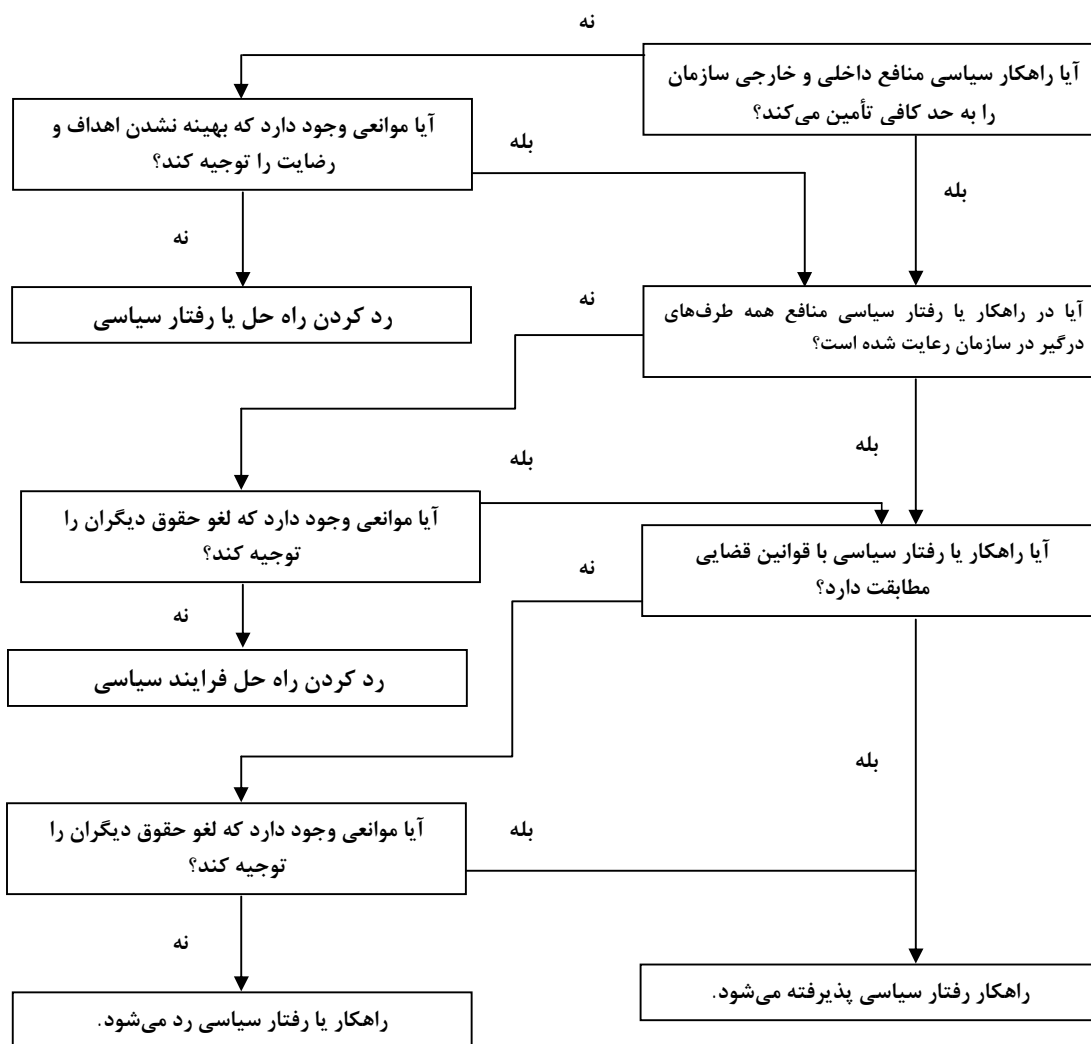 نه
آیا راهکار سیاسی منافع داخلی و خارجی سازمان
را به حد کافی تأمین می‌کند؟
آیا موانعی وجود دارد که بهینه نشدن اهداف و
رضایت را توجیه کند؟
بله
بله
نه
رد کردن راه حل یا رفتار سیاسی
نه
آیا در راهکار یا رفتار سیاسی منافع همه طرف‌های
درگیر در سازمان رعایت شده است؟
بله
بله
آیا موانعی وجود دارد که لغو حقوق دیگران را
توجیه کند؟
آیا راهکار یا رفتار سیاسی با قوانین قضایی
مطابقت دارد؟
نه
نه
رد کردن راه حل فرایند سیاسی
بله
آیا موانعی وجود دارد که لغو حقوق دیگران را
توجیه کند؟
بله
نه
راهکار رفتار سیاسی پذیرفته می‌شود.
راهکار یا رفتار سیاسی رد می‌شود.